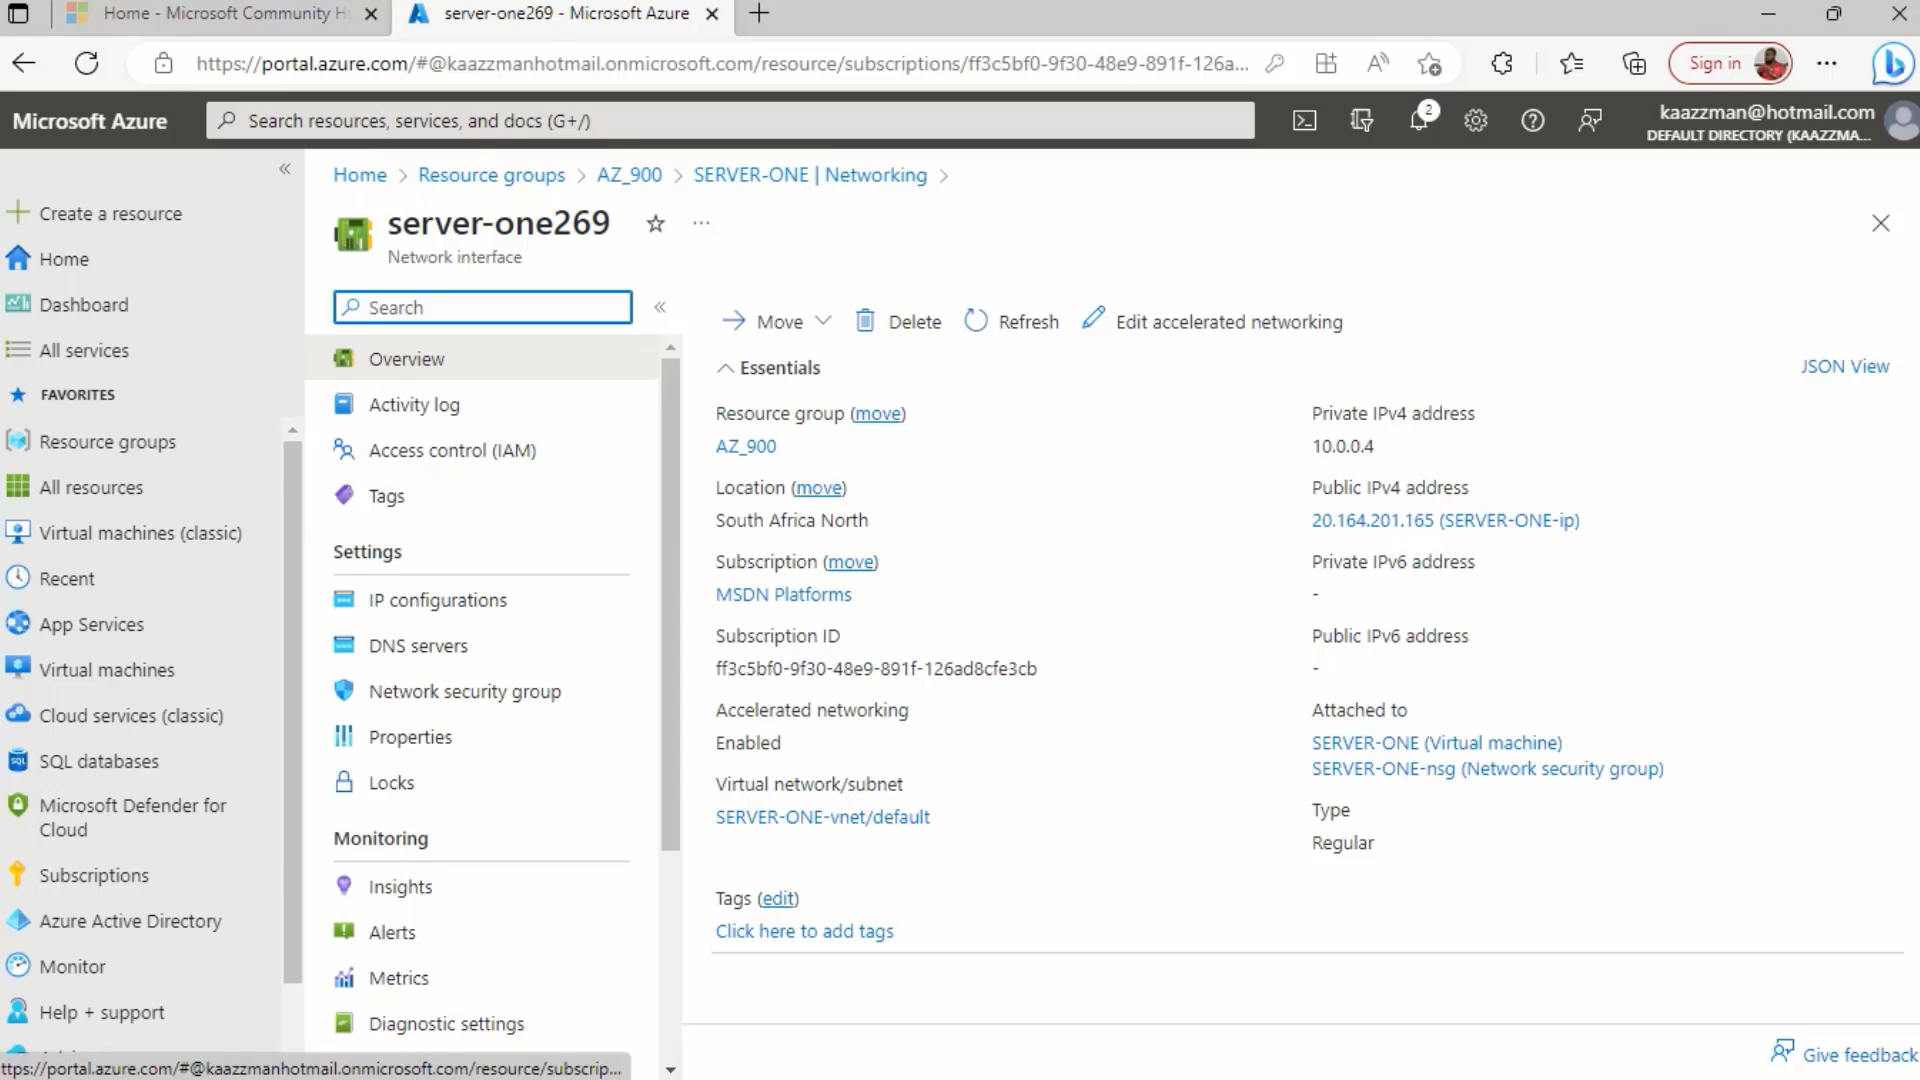 Home - Microsoft Community H
server-one269 - Microsoft Azure
https://portal.azure.com/#@kaazzmanhotmail.onmicrosoft.com/resource/subscriptions/ff3c5bf0-9f30-48e9-891f-126a...
Sign in
Microsoft Azure
Search resources, services, and docs (G+/)
2
kaazzman@hotmail.com
DEFAULT DIRECTORY (KAAZZMA...
Create a resource
Home
Dashboard
All services
FAVORITES
Resource groups
All resources
Virtual machines (classic)
Recent
App Services
Virtual machines
Cloud services (classic)
SQL databases
Microsoft Defender for
Cloud
Subscriptions
Azure Active Directory
Monitor
Help + support
Home > Resource groups > AZ_900 > SERVER-ONE | Networking >
server-one269
Network interface
Search
Overview
Activity log
Access control (IAM)
Tags
Settings
IP configurations
DNS servers
Network security group
Properties
Locks
Monitoring
Insights
Alerts
Metrics
Diagnostic settings
Move
Delete
Refresh
Edit accelerated networking
Essentials
JSON View
Resource group (move)
AZ_900
Location (move)
South Africa North
Subscription (move)
MSDN Platforms
Subscription ID
ff3c5bf0-9f30-48e9-891f-126ad8cfe3cb
Accelerated networking
Enabled
Virtual network/subnet
SERVER-ONE-vnet/default
Private IPv4 address
10.0.0.4
Public IPv4 address
20.164.201.165 (SERVER-ONE-ip)
Private IPv6 address
-
Public IPv6 address
-
Attached to
SERVER-ONE (Virtual machine)
SERVER-ONE-nsg (Network security group)
Type
Regular
Tags (edit)
Click here to add tags
Give feedback
ttps://portal.azure.com/#@kaazzmanhotmail.onmicrosoft.com/resource/subscrip...